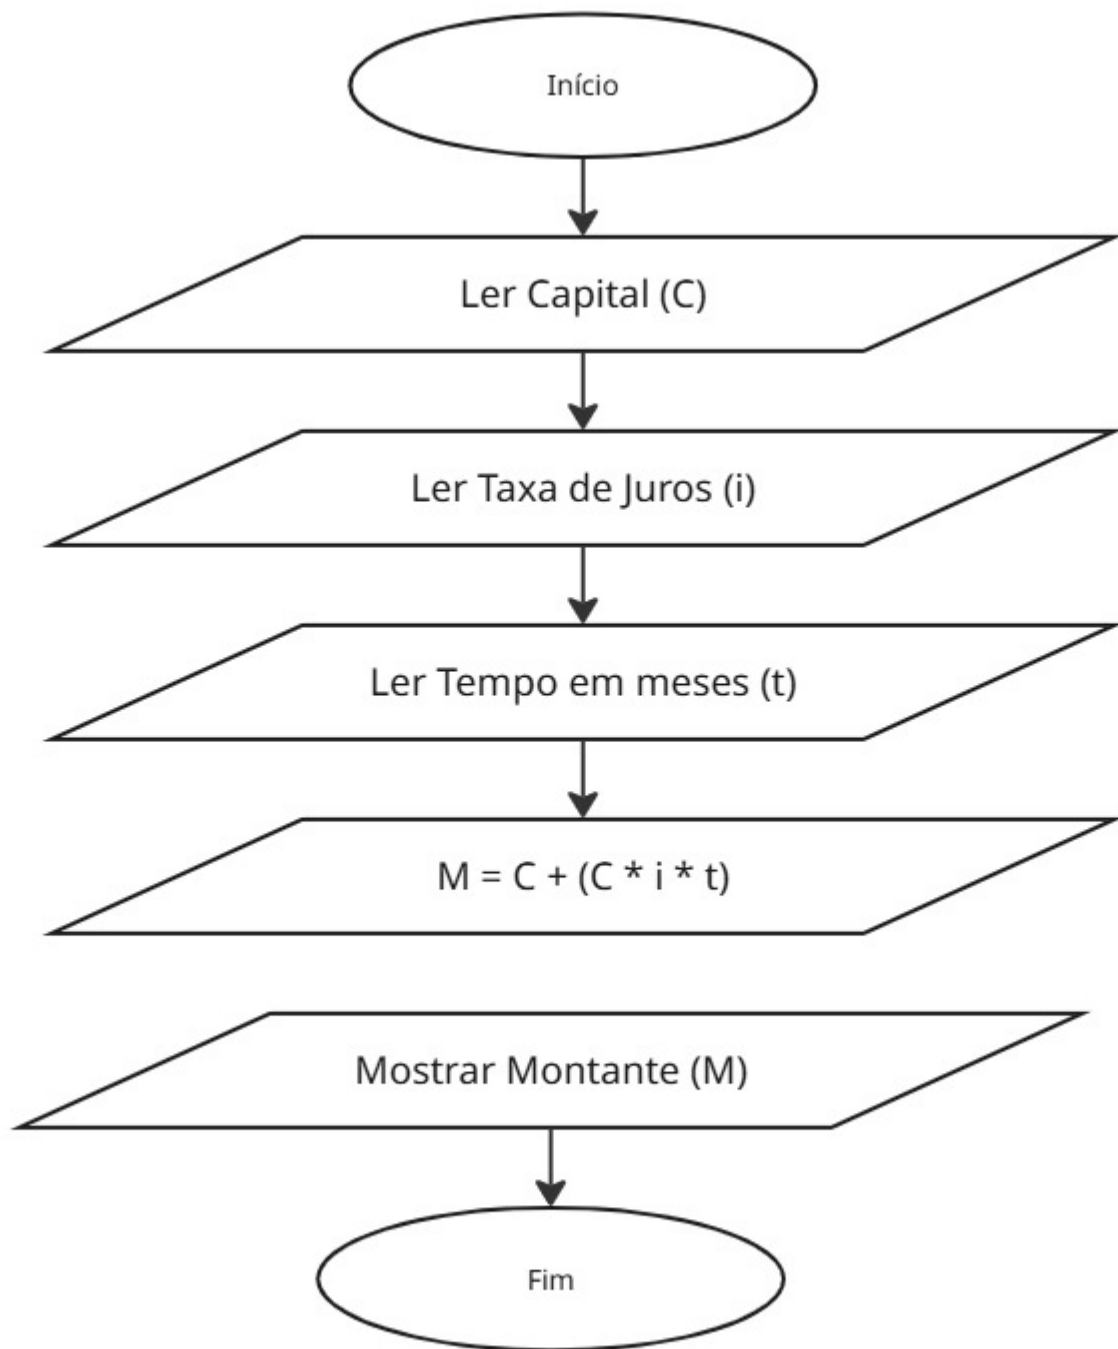 Início
Ler Capital (C)
Ler Taxa de Juros (i)
Ler Tempo em meses (t)
M = C + (C * i * t)
Mostrar Montante (M)
Fim